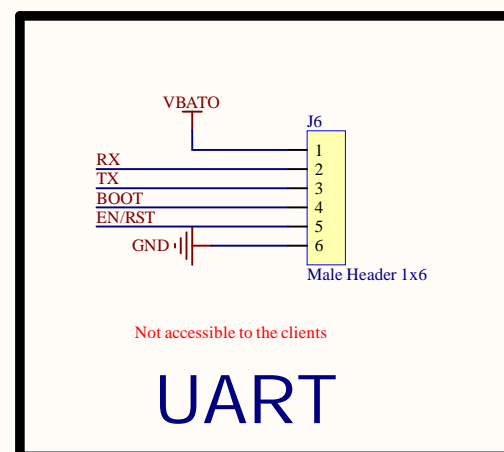 VBATO
J6
1
RX
2
TX
3
BOOT
4
EN/RST
5
GND
6
Male Header 1x6
Not accessible to the clients
UART